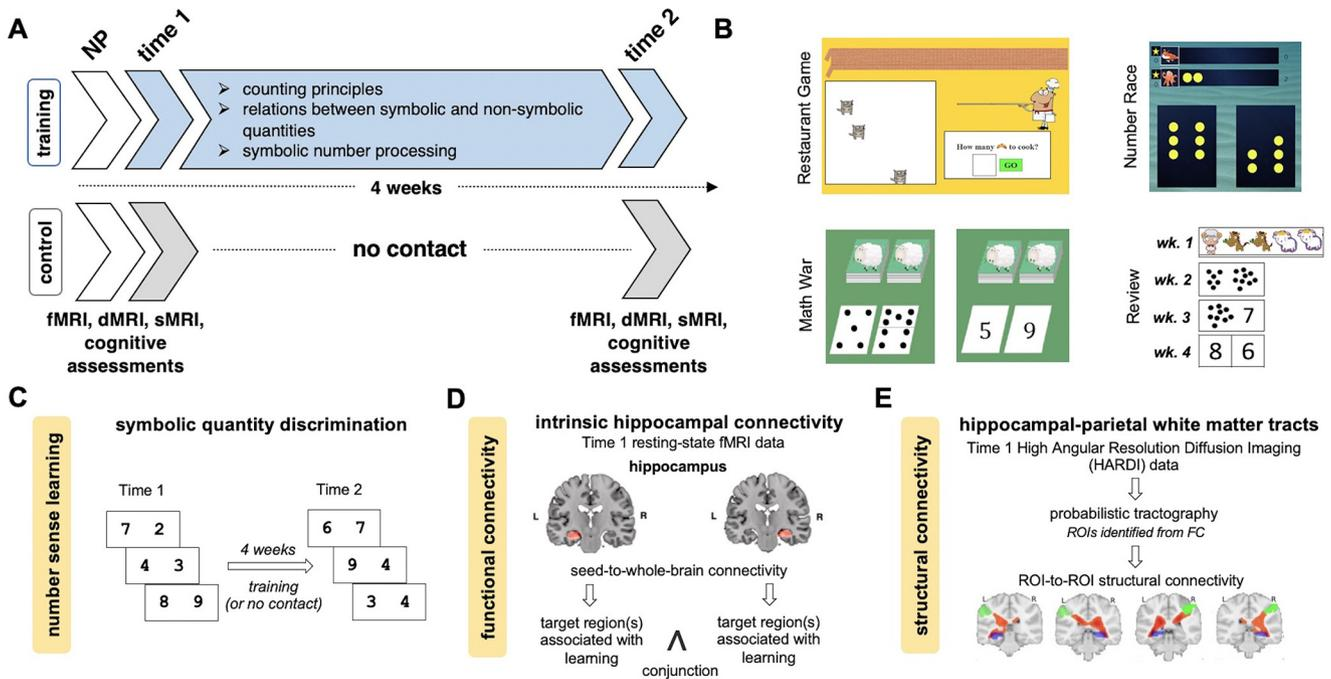 A
NP
time 1
time 2
training
counting principles
relations between symbolic and non-symbolic
quantities
symbolic number processing
4 weeks
control
no contact
fMRI, dMRI, sMRI,
cognitive
assessments
fMRI, dMRI, sMRI,
cognitive
assessments
B
Restaurant Game
How many to cook?
GO
Number Race
0
0
0
2
Math War
5 9
Review
wk. 1
wk. 2
wk. 3
7
wk. 4
8 6
C
number sense learning
symbolic quantity discrimination
Time 1
7 2
4 3
8 9
4 weeks
training
(or no contact)
Time 2
6 7
9 4
3 4
D
functional connectivity
intrinsic hippocampal connectivity
Time 1 resting-state fMRI data
hippocampus
L R
L R
seed-to-whole-brain connectivity
target region(s)
associated with
learning
∧
target region(s)
associated with
learning
conjunction
E
structural connectivity
hippocampal-parietal white matter tracts
Time 1 High Angular Resolution Diffusion Imaging
(HARDI) data
probabilistic tractography
ROIs identified from FC
ROI-to-ROI structural connectivity
L R
L R
L R
L R